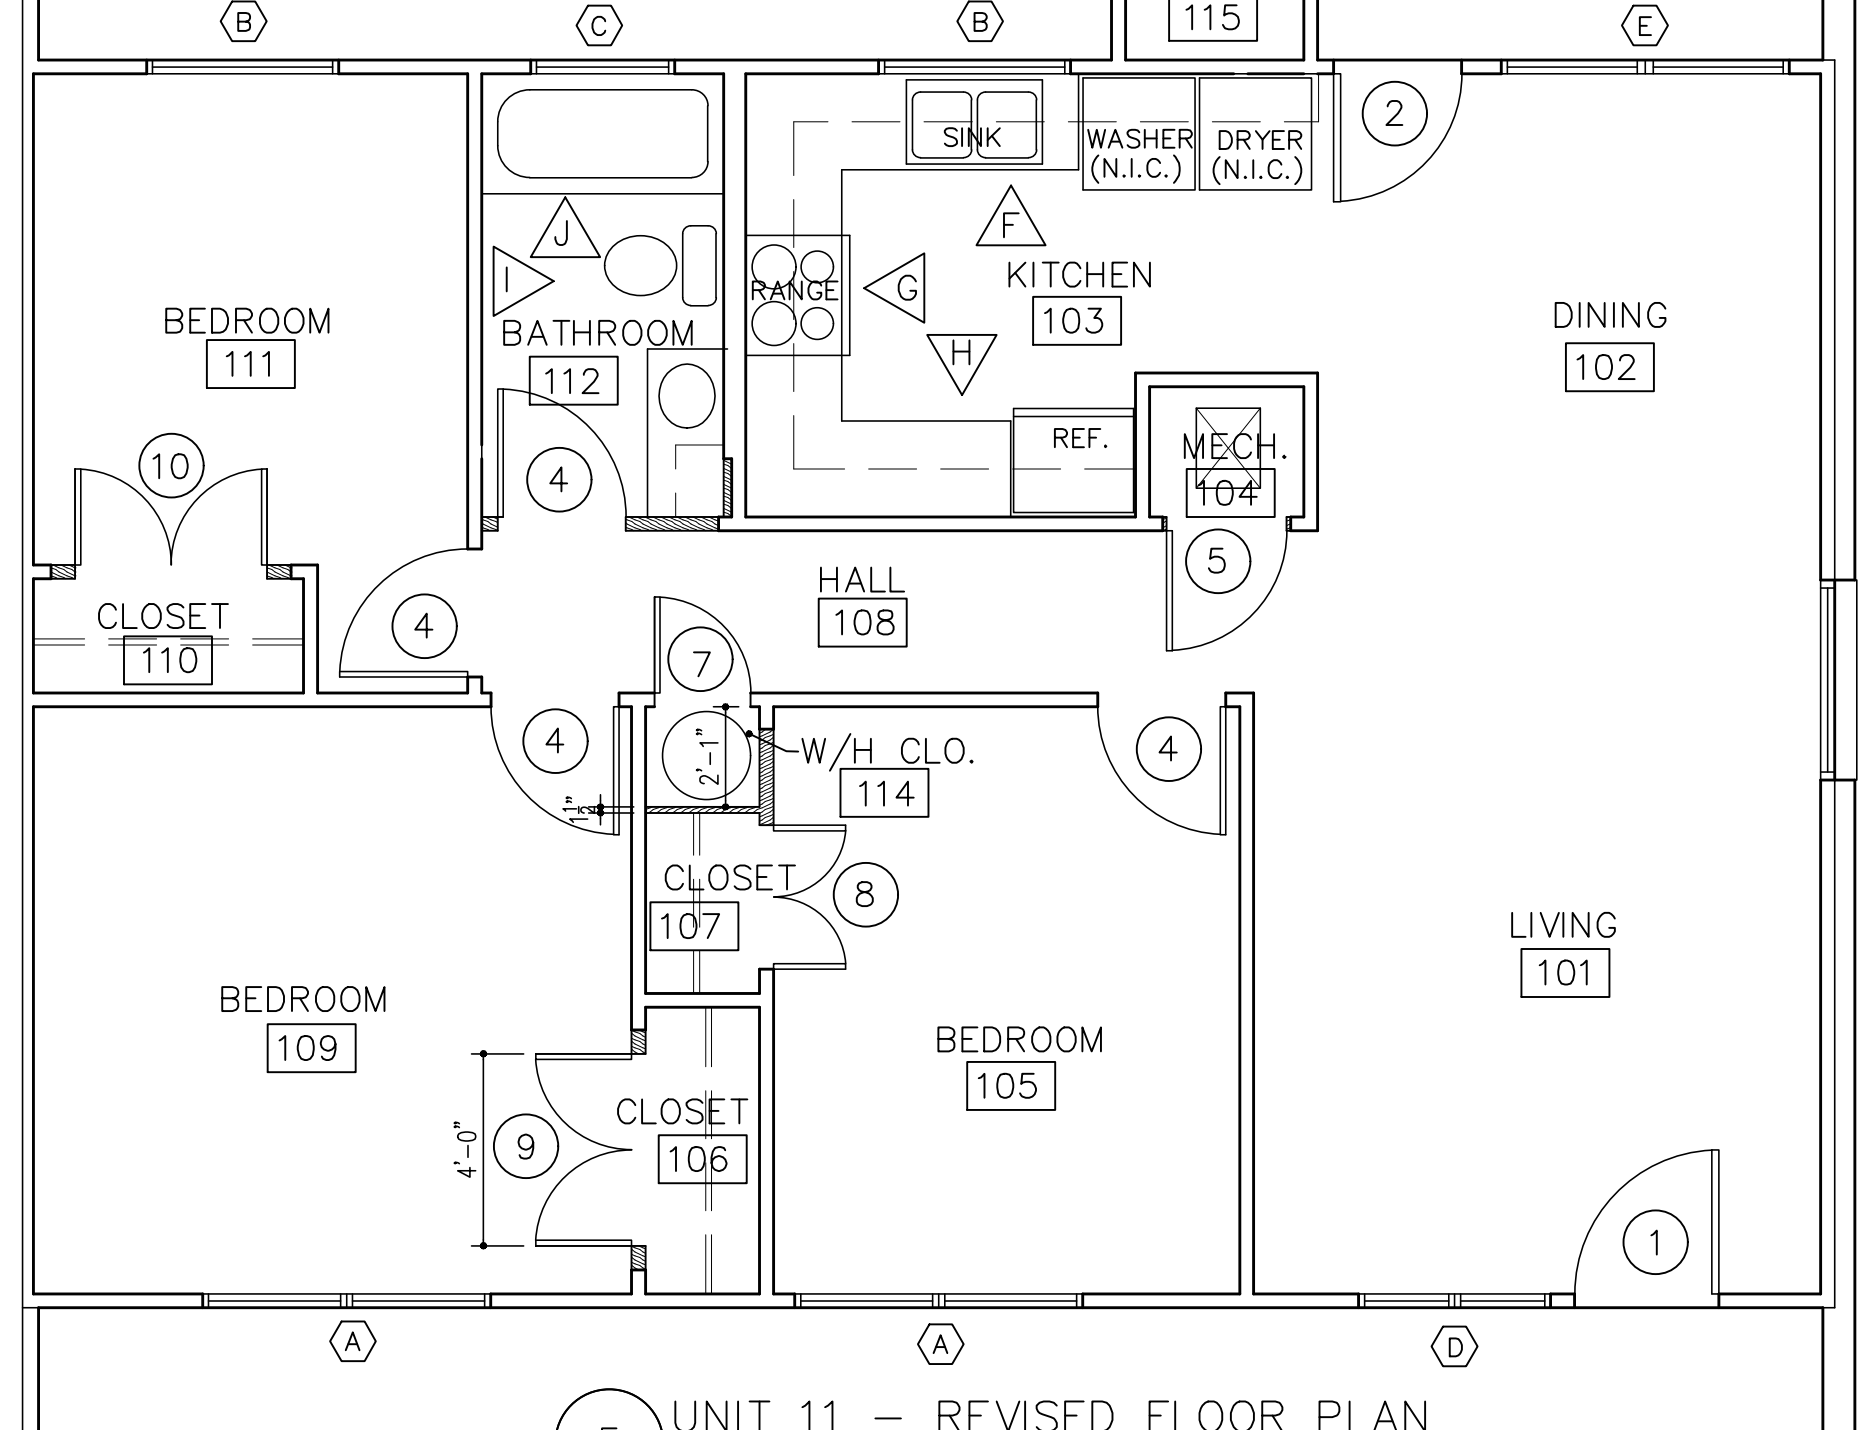 B
C
B
115
E
2
SINK
WASHER
(N.I.C.)
DRYER
(N.I.C.)
F
J
I
G
KITCHEN
103
RANGE
BEDROOM
111
BATHROOM
112
H
DINING
102
10
4
REF.
MECH.
104
5
HALL
108
CLOSET
110
4
7
4
2'-1"
W/H CLO.
114
4
1 1/2"
CLOSET
107
8
LIVING
101
BEDROOM
109
BEDROOM
105
4'-0"
9
CLOSET
106
1
A
A
D
UNIT 11 - REVISED FLOOR PLAN